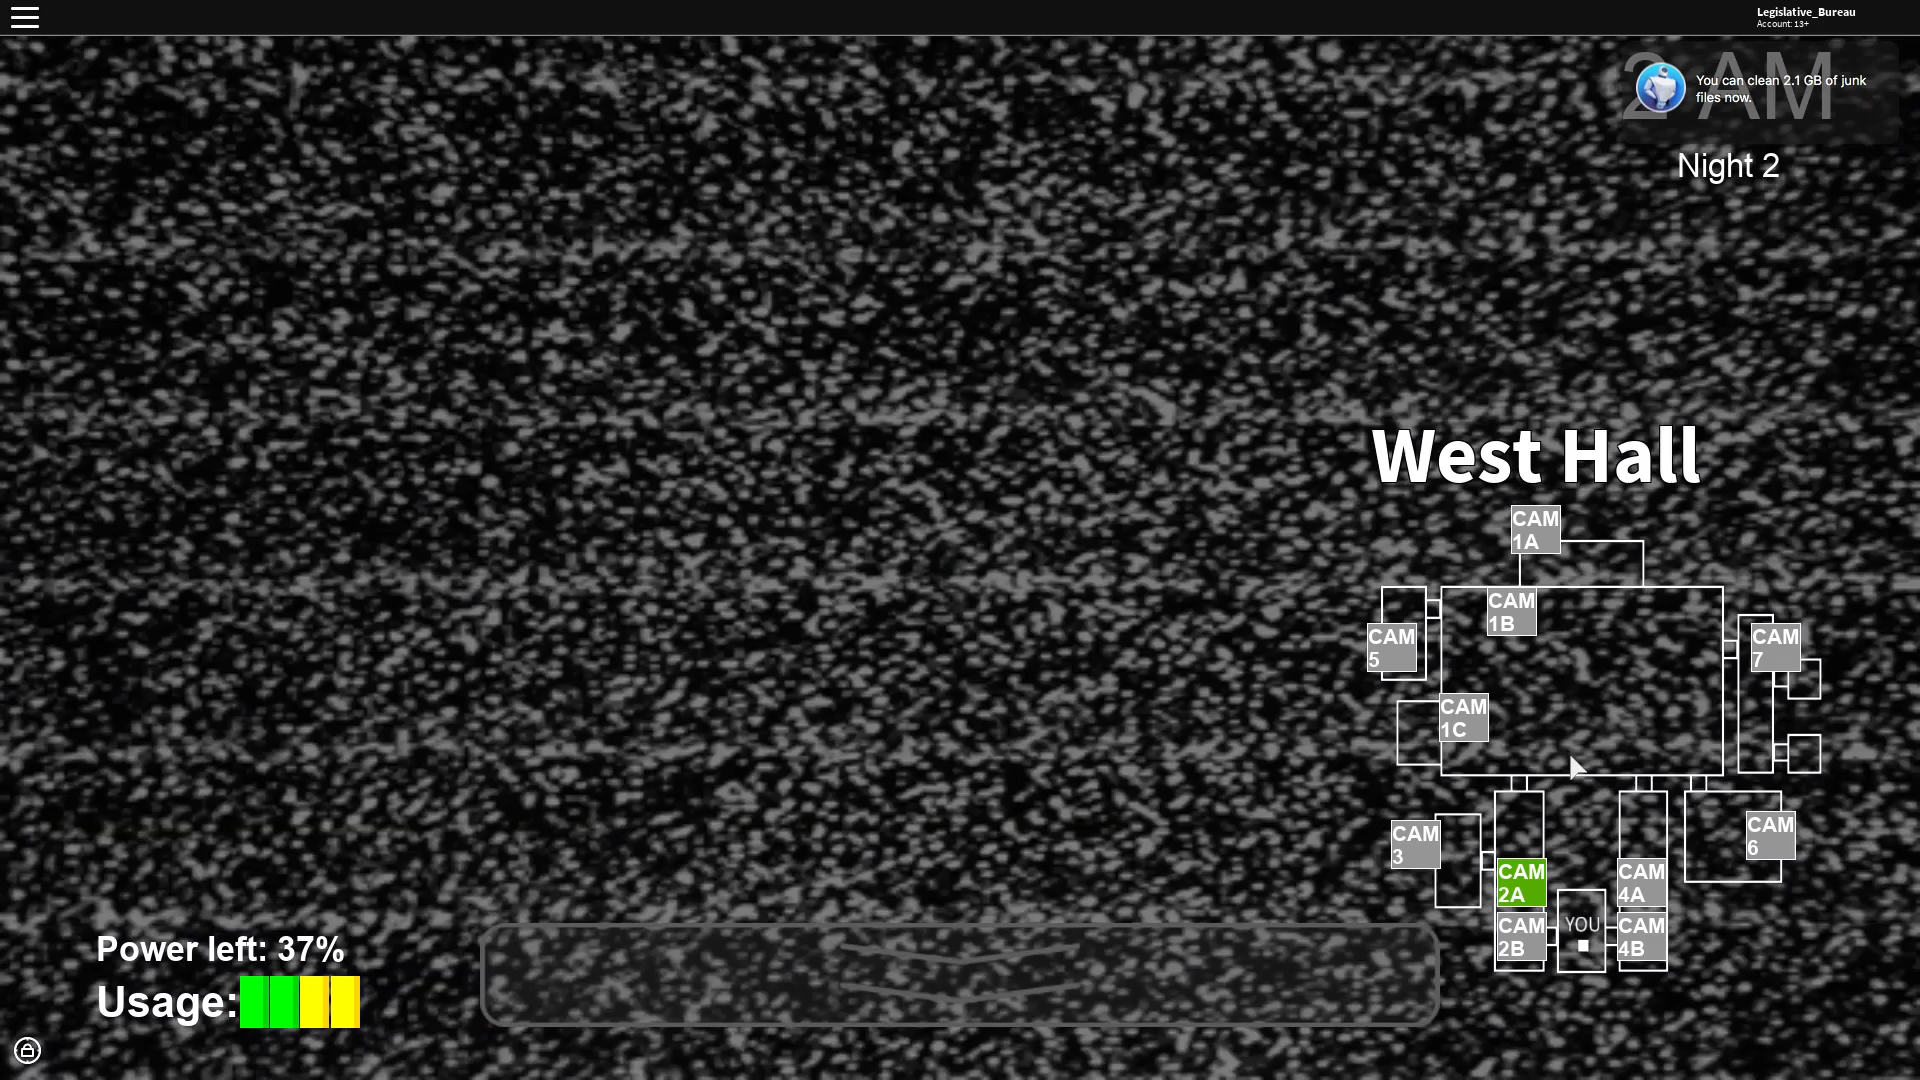 Legislative_Bureau
Account: 13+
2 AM
You can clean 2.1 GB of junk
files now.
Night 2
West Hall
CAM
1A
CAM
1B
CAM
5
CAM
7
CAM
1C
CAM
3
CAM
6
CAM
2A
CAM
4A
YOU
CAM
2B
CAM
4B
Power left: 37%
Usage: